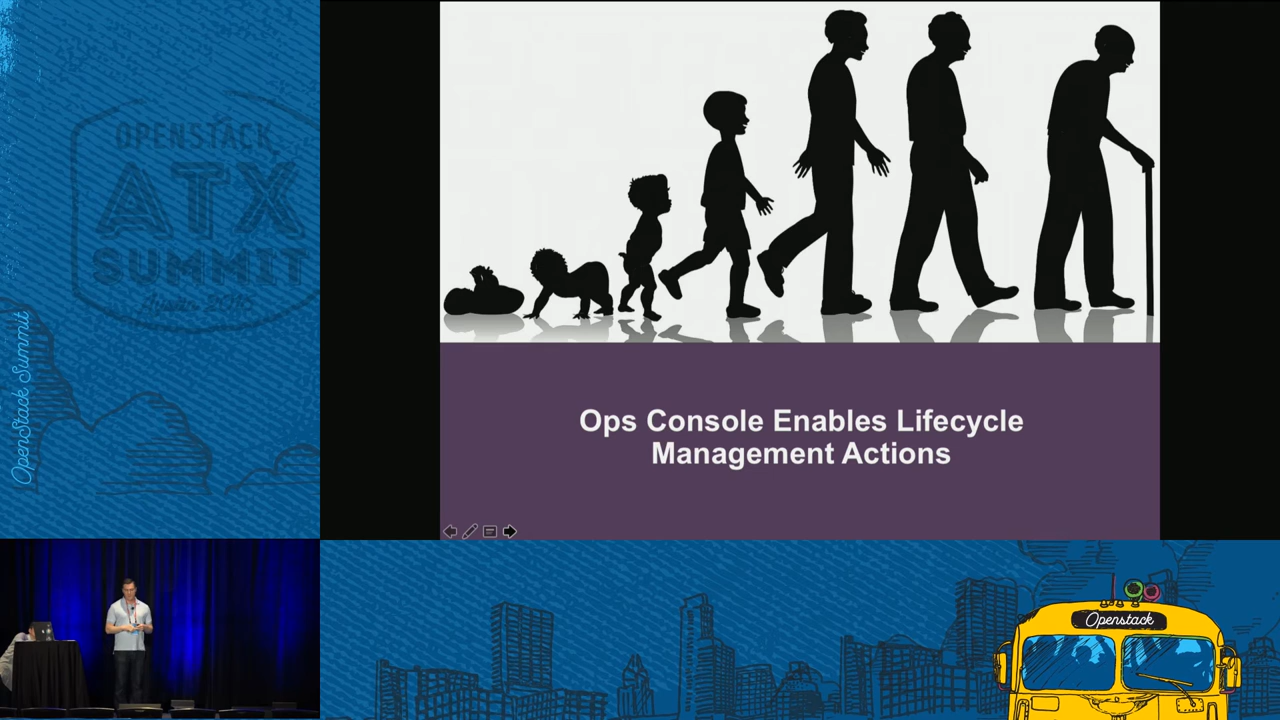 OPENSTACK
ATX
SUMMIT
Austin 2016
OpenStack Summit
Ops Console Enables Lifecycle
Management Actions
Openstack